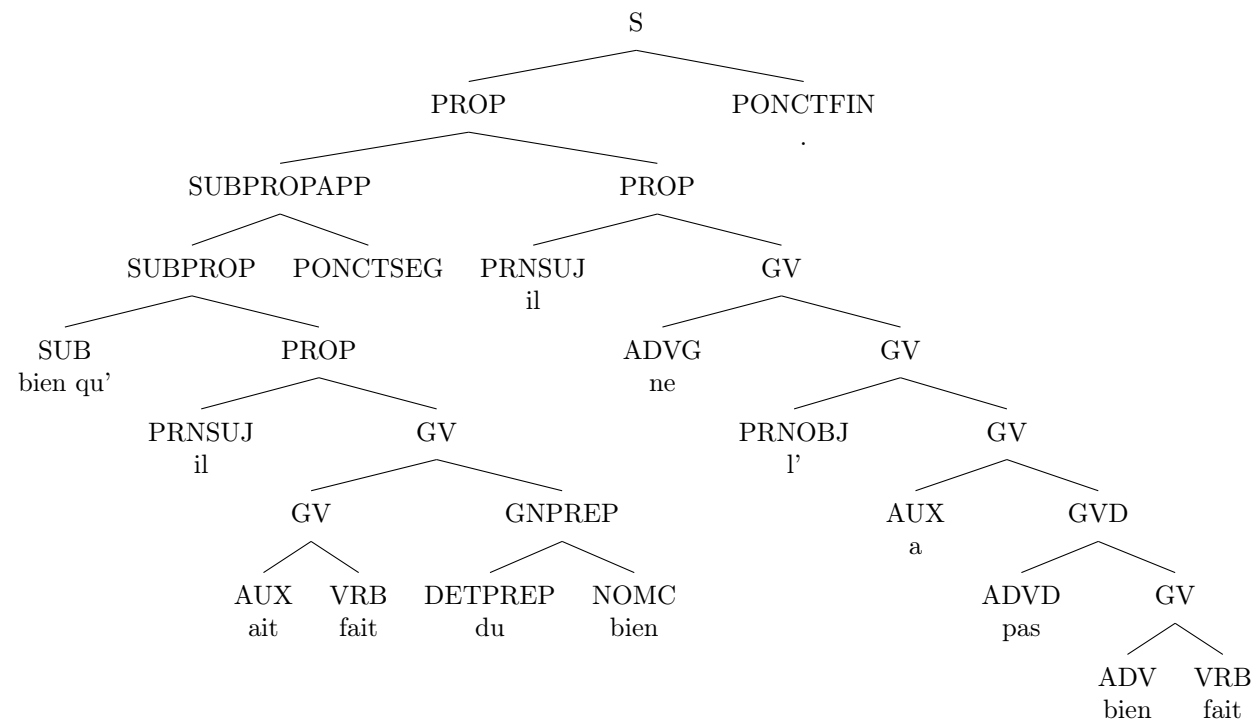 S
PROP PONCTFIN
.
SUBPROPAPP PROP
SUBPROP PONCTSEG PRNSUJ GV
il
SUB PROP ADVG GV
bien qu’ ne
PRNSUJ GV PRNOBJ GV
il l’
GV GNPREP AUX GVD
a
AUX VRB DETPREP NOMC ADVD GV
ait fait du bien pas
ADV VRB
bien fait